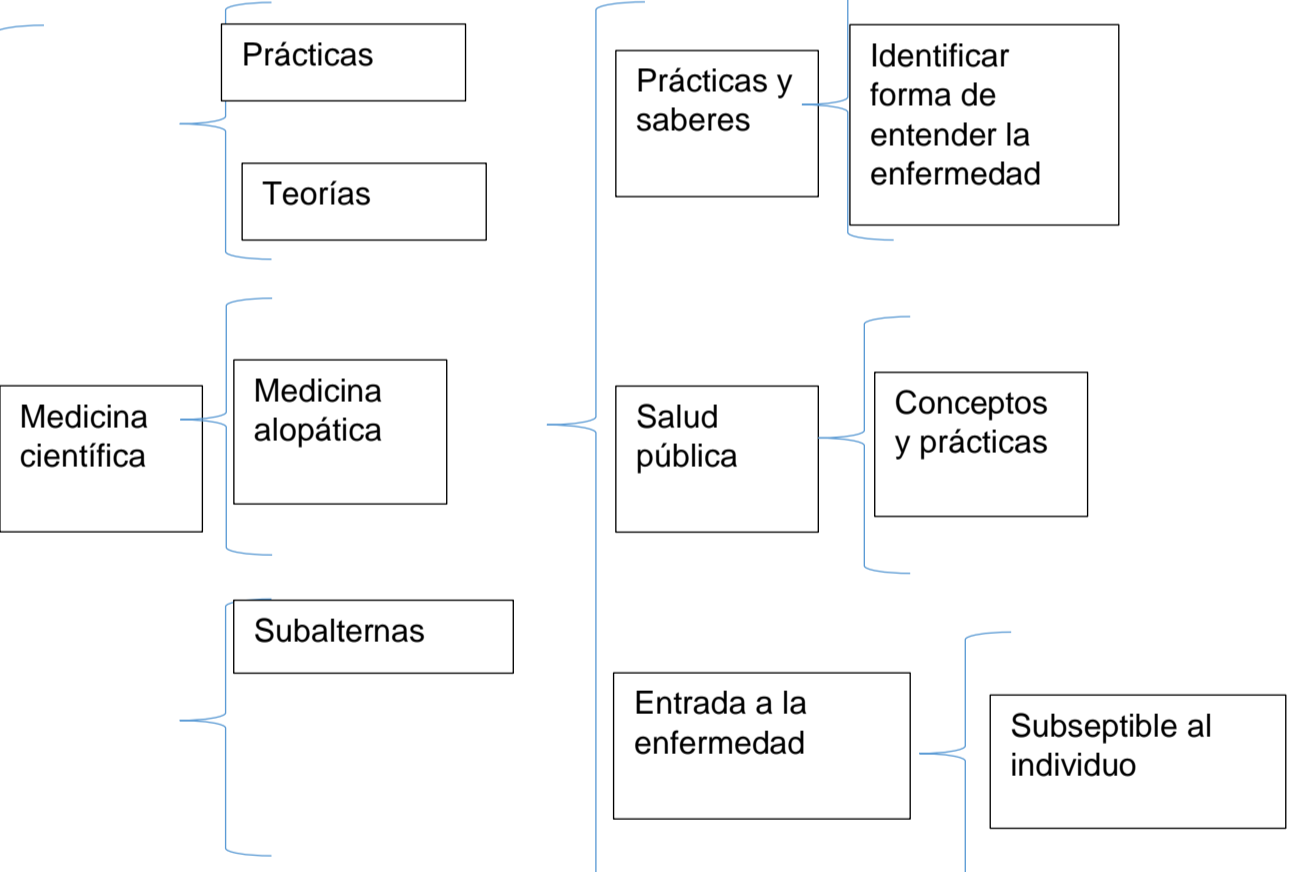 Prácticas
Teorías
Medicina
científica
Medicina
alopática
Subalternas
Prácticas y
saberes
Identificar
forma de
entender la
enfermedad
Salud
pública
Conceptos
y prácticas
Entrada a la
enfermedad
Subseptible al
individuo